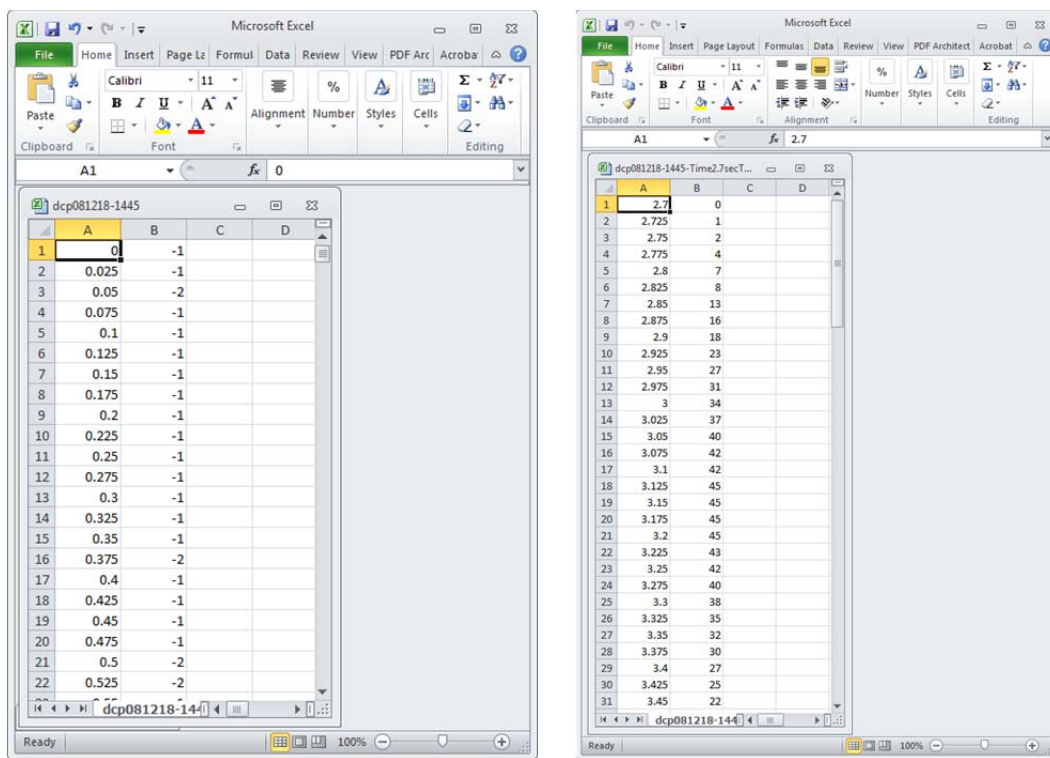 Microsoft Excel
File Home Insert Page La Formul Data Review View PDF Arc Acroba
Paste
Calibri 11
B I U A A
Alignment Number Styles Cells
Clipboard Font Editing
A1 fx 0
dcp081218-1445
A B C D
1 0 -1
2 0.025 -1
3 0.05 -2
4 0.075 -1
5 0.1 -1
6 0.125 -1
7 0.15 -1
8 0.175 -1
9 0.2 -1
10 0.225 -1
11 0.25 -1
12 0.275 -1
13 0.3 -1
14 0.325 -1
15 0.35 -1
16 0.375 -2
17 0.4 -1
18 0.425 -1
19 0.45 -1
20 0.475 -1
21 0.5 -2
22 0.525 -2
dcp081218-144
Ready 100%
Microsoft Excel
File Home Insert Page Layout Formulas Data Review View PDF Architect Acrobat
Paste
Calibri 11
B I U A A
% Number Styles Cells
Clipboard Font Alignment Editing
A1 fx 2.7
dcp081218-1445-Time2.7secT...
A B C D
1 2.7 0
2 2.725 1
3 2.75 2
4 2.775 4
5 2.8 7
6 2.825 8
7 2.85 13
8 2.875 16
9 2.9 18
10 2.925 23
11 2.95 27
12 2.975 31
13 3 34
14 3.025 37
15 3.05 40
16 3.075 42
17 3.1 42
18 3.125 45
19 3.15 45
20 3.175 45
21 3.2 45
22 3.225 43
23 3.25 42
24 3.275 40
25 3.3 38
26 3.325 35
27 3.35 32
28 3.375 30
29 3.4 27
30 3.425 25
31 3.45 22
dcp081218-144
Ready 100%